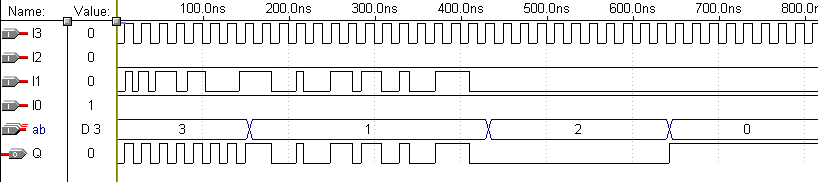 Name: Value: 100.0ns 200.0ns 300.0ns 400.0ns 500.0ns 600.0ns 700.0ns 800.0
I3 0
I2 0
I1 0
I0 1
ab D 3 3 1 2 0
Q 0